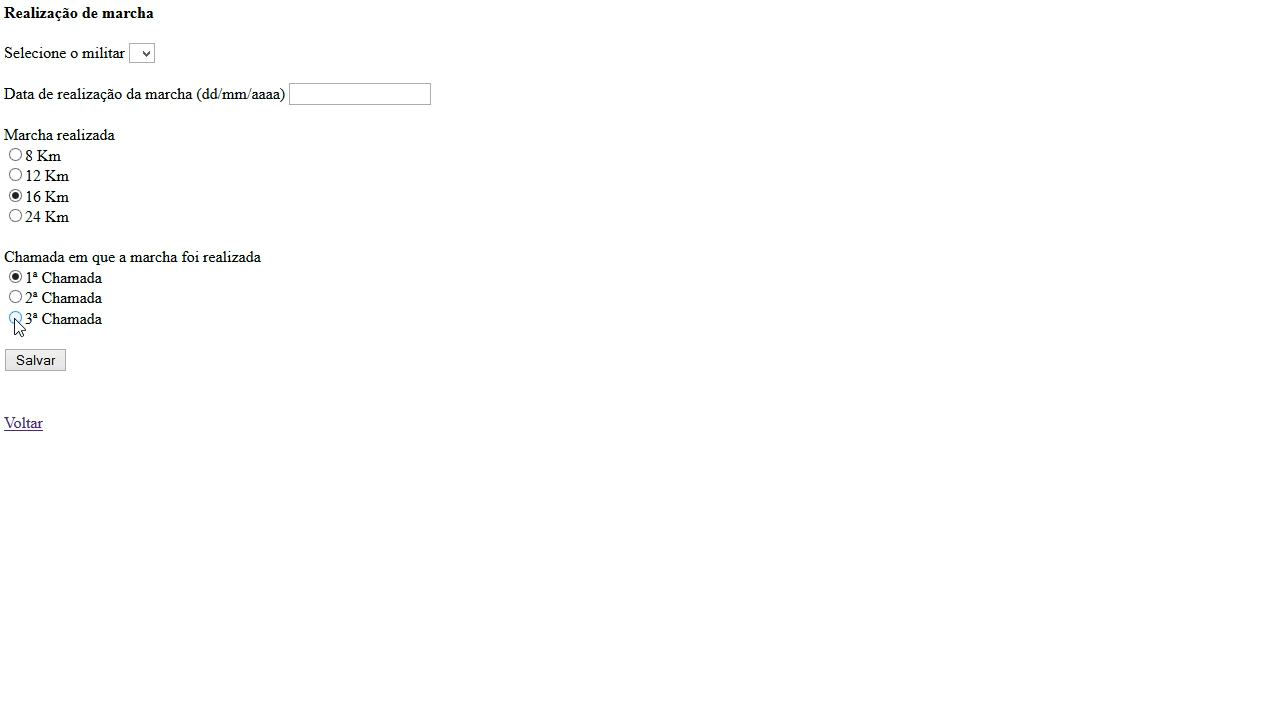 Realização de marcha
Selecione o militar
Data de realização da marcha (dd/mm/aaaa)
Marcha realizada
8 Km
12 Km
16 Km
24 Km
Chamada em que a marcha foi realizada
1ª Chamada
2ª Chamada
3ª Chamada
Salvar
Voltar